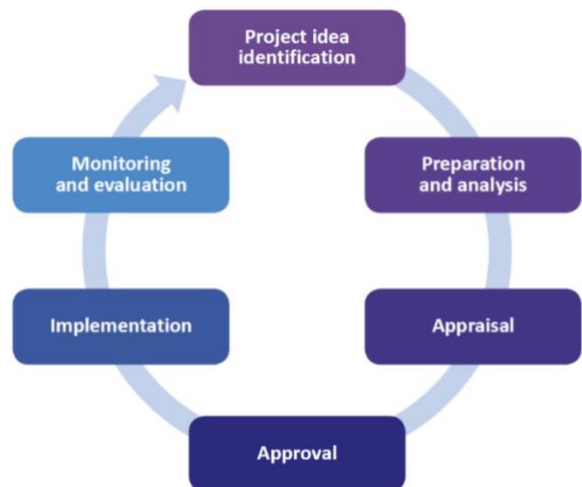 Project idea
identification
Preparation
and analysis
Appraisal
Approval
Implementation
Monitoring
and evaluation